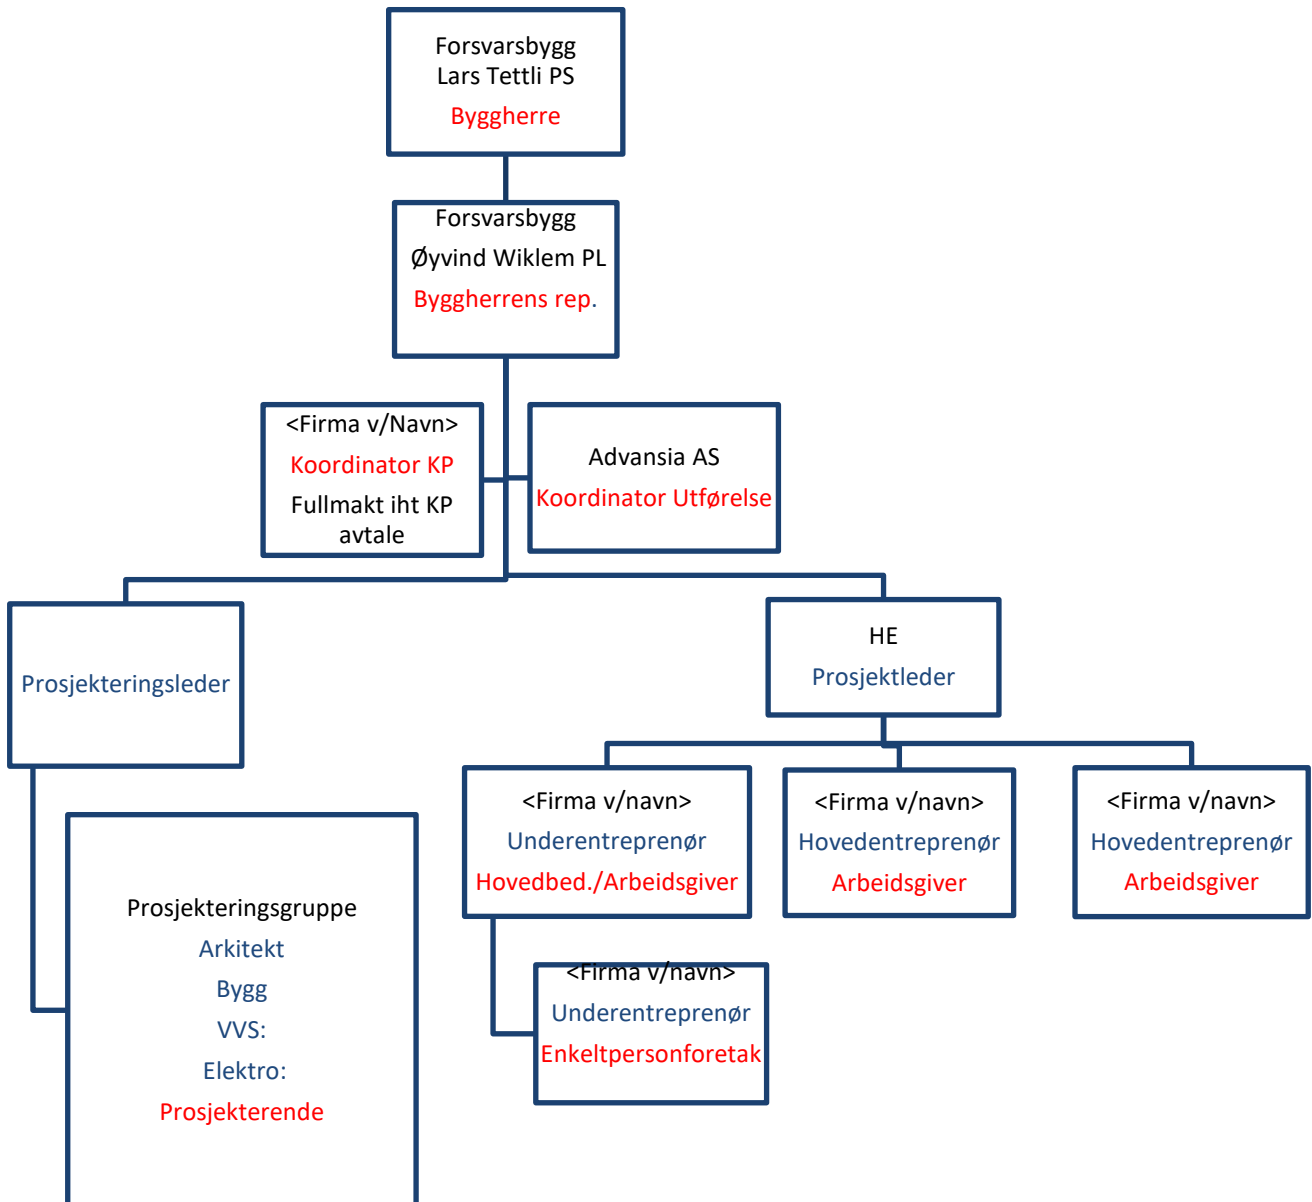 Forsvarsbygg
Lars Tettli PS
Byggherre
Forsvarsbygg
Øyvind Wiklem PL
Byggherrens rep.
<Firma v/Navn>
Koordinator KP
Fullmakt iht KP
avtale
Advansia AS
Koordinator Utførelse
Prosjekteringsleder
HE
Prosjektleder
Prosjekteringsgruppe
Arkitekt
Bygg
VVS:
Elektro:
Prosjekterende
<Firma v/navn>
Underentreprenør
Hovedbed./Arbeidsgiver
<Firma v/navn>
Hovedentreprenør
Arbeidsgiver
<Firma v/navn>
Hovedentreprenør
Arbeidsgiver
<Firma v/navn>
Underentreprenør
Enkeltpersonforetak